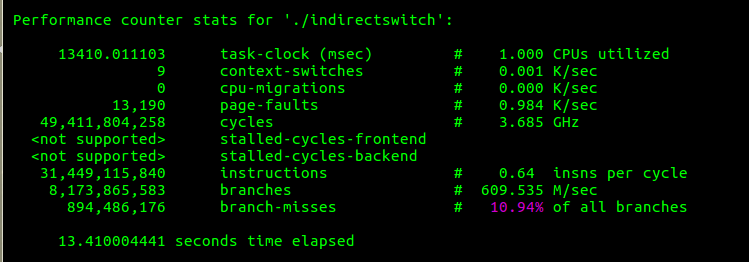 Performance counter stats for './indirectswitch':
13410.011103 task-clock (msec) # 1.000 CPUs utilized
9 context-switches # 0.001 K/sec
0 cpu-migrations # 0.000 K/sec
13,190 page-faults # 0.984 K/sec
49,411,804,258 cycles # 3.685 GHz
<not supported> stalled-cycles-frontend
<not supported> stalled-cycles-backend
31,449,115,840 instructions # 0.64 insns per cycle
8,173,865,583 branches # 609.535 M/sec
894,486,176 branch-misses # 10.94% of all branches
13.410004441 seconds time elapsed